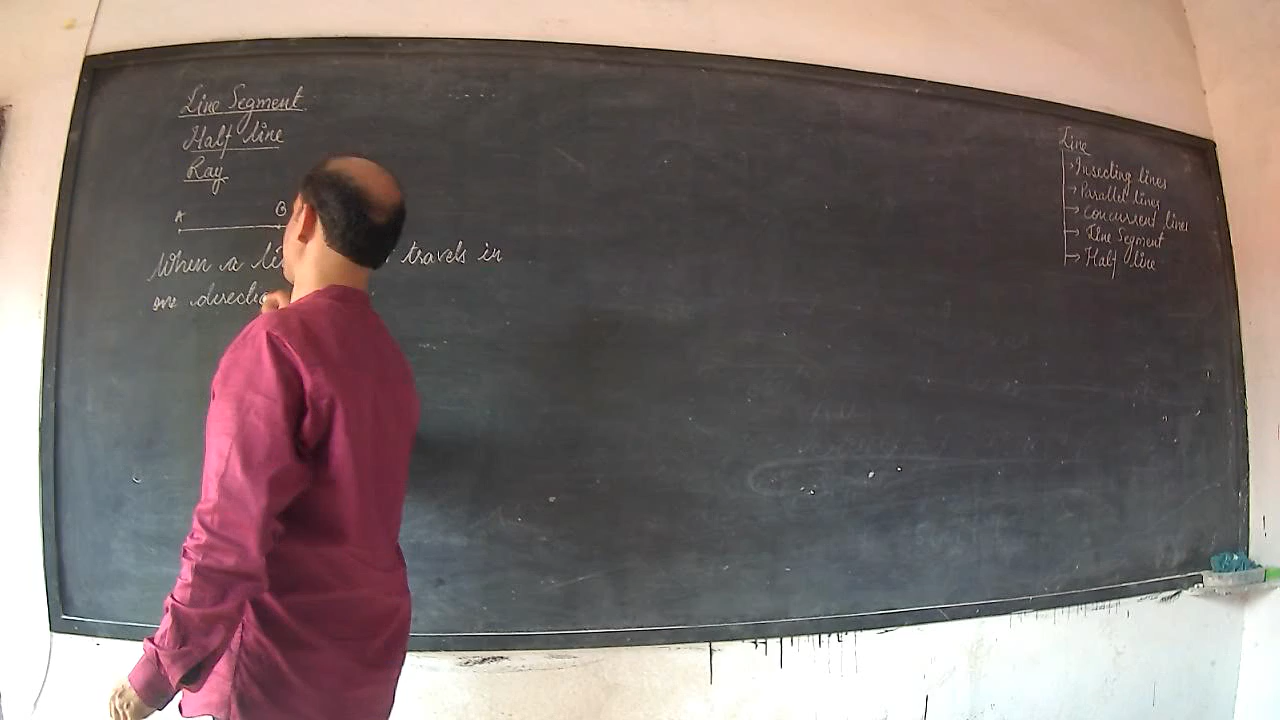 Line Segment
Half line
Ray
A B
When a travels in
one directio
Line
Insecting lines
Parallel lines
Concurrent lines
Line Segment
Half line